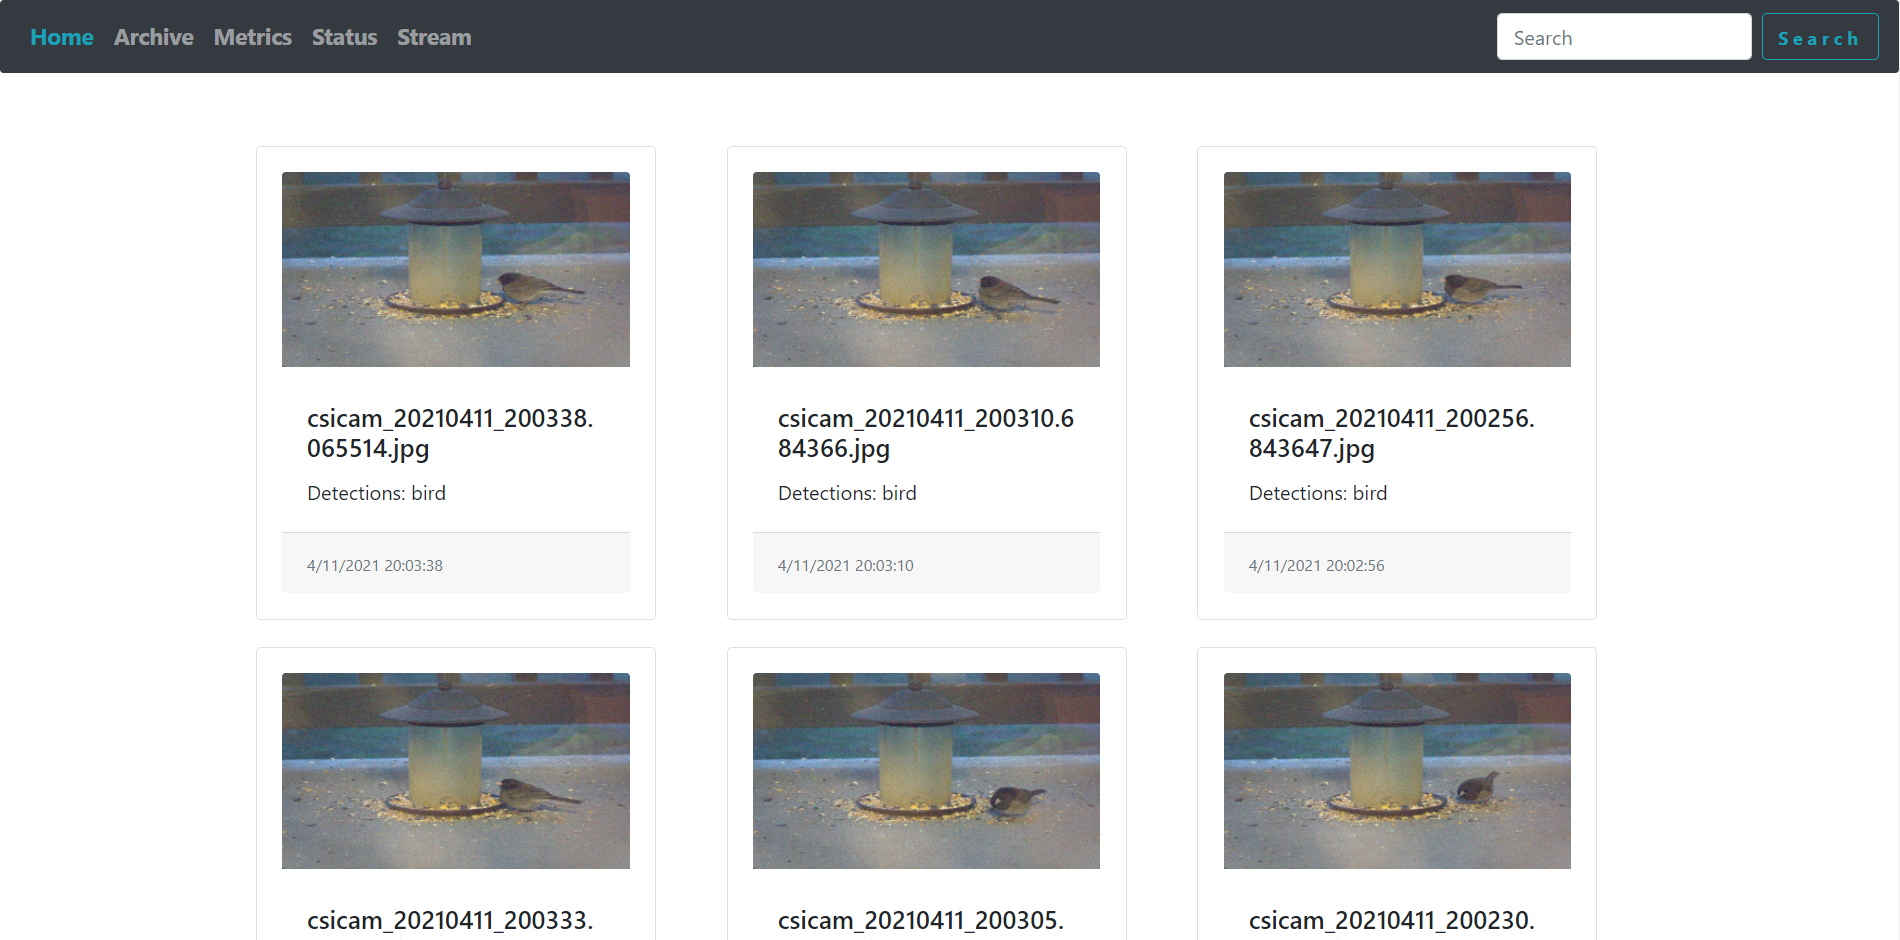 Home Archive Metrics Status Stream Search Search
csicam_20210411_200338.
065514.jpg
Detections: bird
4/11/2021 20:03:38
csicam_20210411_200310.6
84366.jpg
Detections: bird
4/11/2021 20:03:10
csicam_20210411_200256.
843647.jpg
Detections: bird
4/11/2021 20:02:56
csicam_20210411_200333.
csicam_20210411_200305.
csicam_20210411_200230.